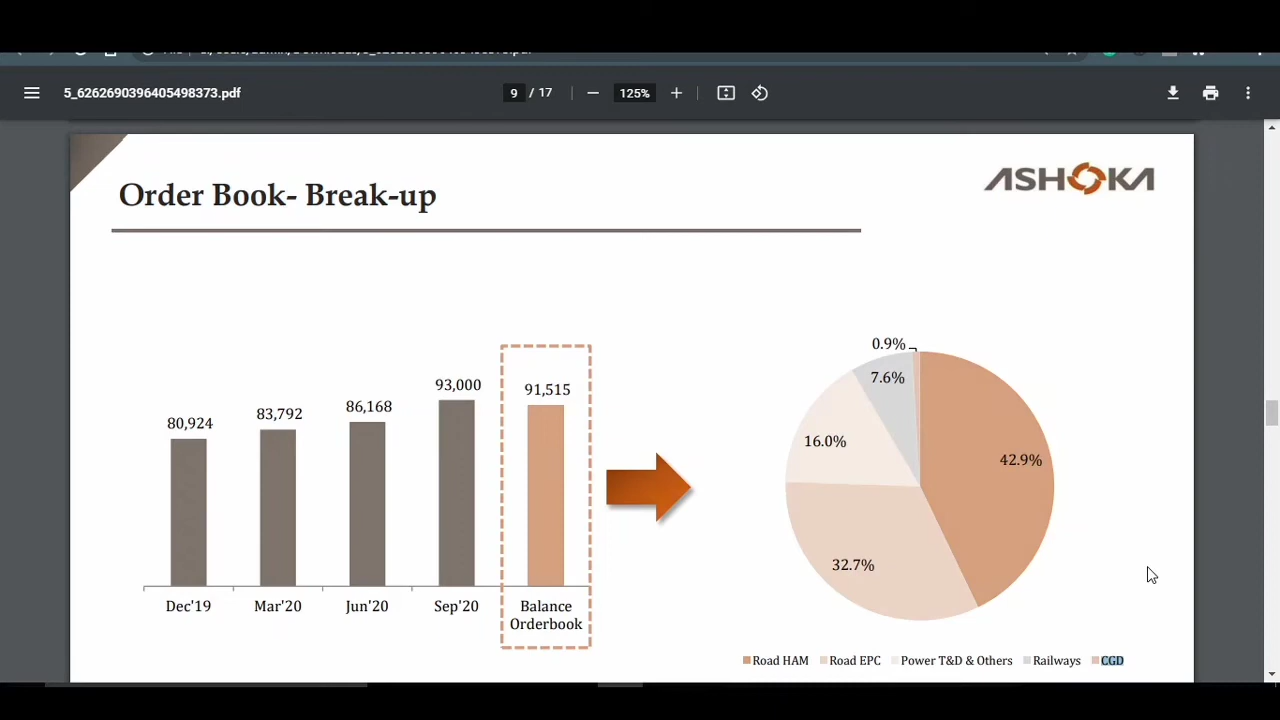 5_6262690396405498373.pdf
9 / 17
125%
ASHOKA
Order Book- Break-up
80,924
83,792
86,168
93,000
91,515
Dec'19
Mar'20
Jun'20
Sep'20
Balance
Orderbook
0.9%
7.6%
16.0%
42.9%
32.7%
Road HAM
Road EPC
Power T&D & Others
Railways
CGD